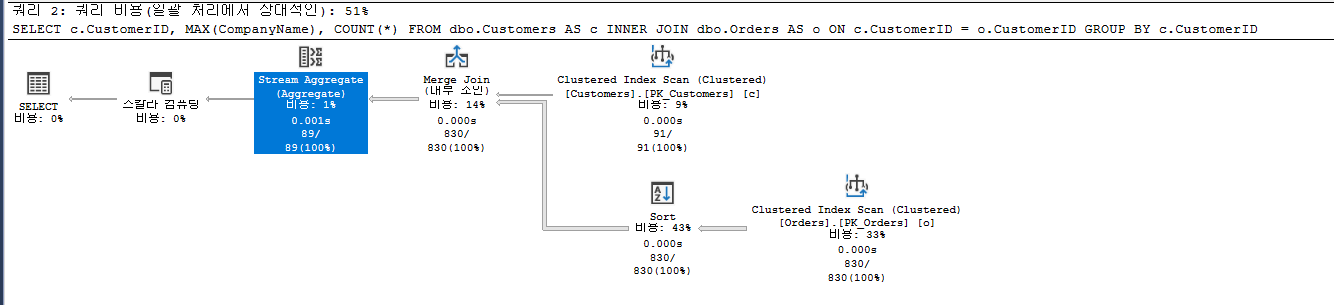 쿼리 2: 쿼리 비용(일괄 처리에서 상대적인): 51%
SELECT c.CustomerID, MAX(CompanyName), COUNT(*) FROM dbo.Customers AS c INNER JOIN dbo.Orders AS o ON c.CustomerID = o.CustomerID GROUP BY c.CustomerID
SELECT
비용: 0%
스칼라 컴퓨팅
비용: 0%
Stream Aggregate
(Aggregate)
비용: 1%
0.001s
89/
89(100%)
Merge Join
(내부 조인)
비용: 14%
0.000s
830/
830(100%)
Clustered Index Scan (Clustered)
[Customers].[PK_Customers] [c]
비용: 9%
0.000s
91/
91(100%)
Sort
비용: 43%
0.000s
830/
830(100%)
Clustered Index Scan (Clustered)
[Orders].[PK_Orders] [o]
비용: 33%
0.000s
830/
830(100%)